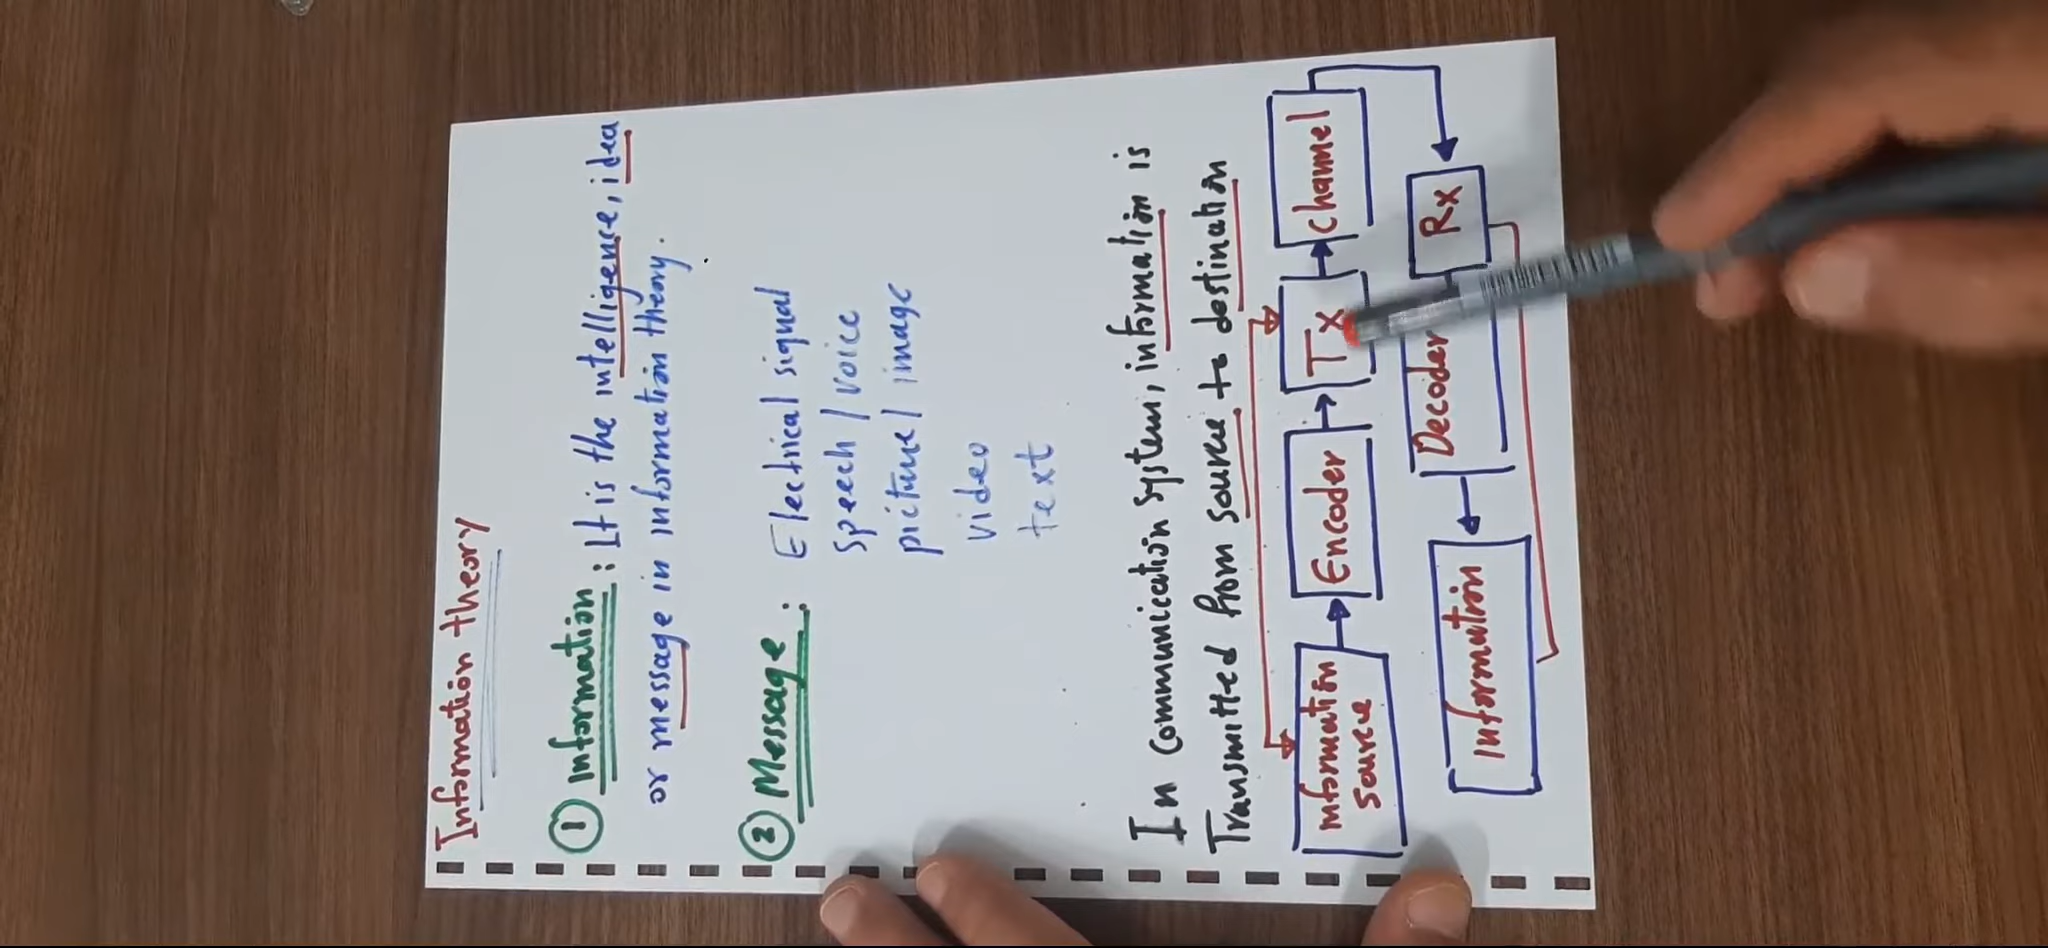 Information theory
① Information : It is the intelligence, idea
or message in information theory.
② Message : Electrical signal
speech / voice
picture / image
video
text
In Communication system, information is
Transmitted from source to destination
Information
source
Encoder
Tx
channel
Rx
Decoder
Information